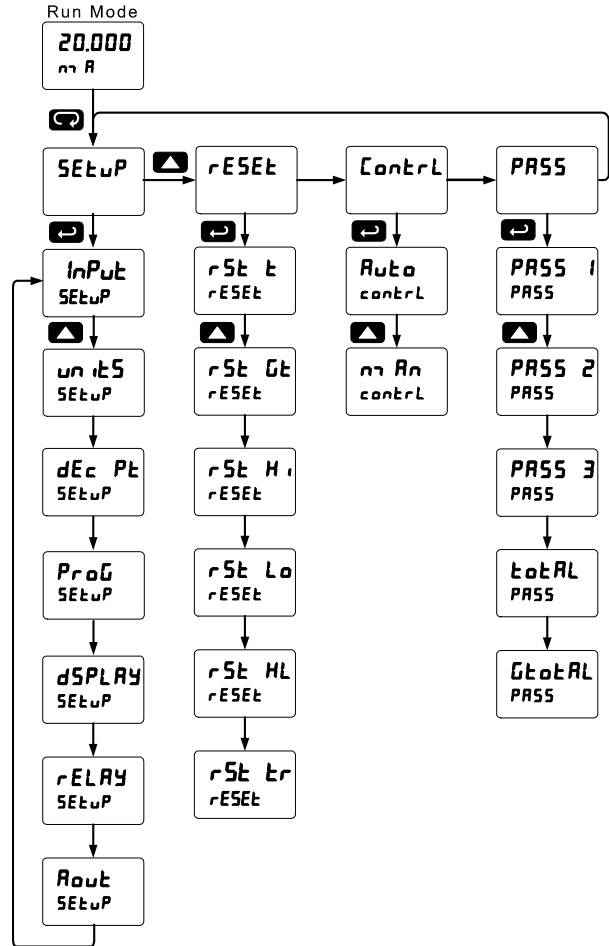 Run Mode
20.000
mA
SEtuP
rESEt
ContrL
PASS
InPut
SEtuP
rSt t
rESEt
Auto
contrL
PASS 1
PASS
unitS
SEtuP
rSt Gt
rESEt
mAn
contrL
PASS 2
PASS
dEc Pt
SEtuP
rSt Hi
rESEt
PASS 3
PASS
ProG
SEtuP
rSt Lo
rESEt
totAL
PASS
dSPLAY
SEtuP
rSt HL
rESEt
GtotAL
PASS
rELAY
SEtuP
rSt tr
rESEt
Aout
SEtuP